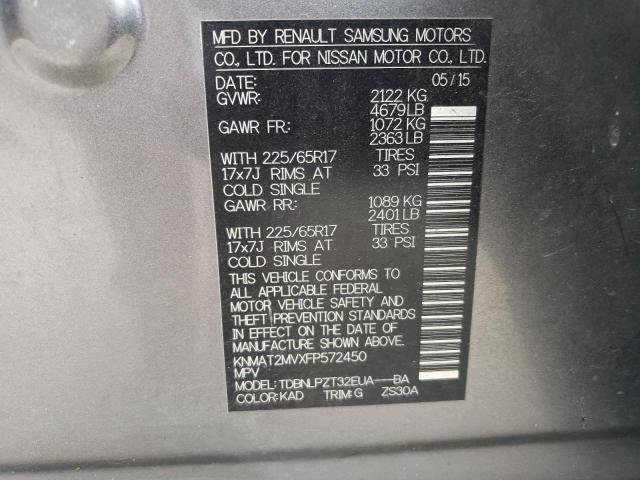 MFD BY RENAULT SAMSUNG MOTORS
CO., LTD. FOR NISSAN MOTOR CO., LTD.
DATE: 05/15
GVWR: 2122 KG
4679LB
GAWR FR: 1072 KG
2363 LB
WITH 225/65R17 TIRES
17x7J RIMS AT 33 PSI
COLD SINGLE
GAWR RR: 1089 KG
2401 LB
WITH 225/65R17 TIRES
17x7J RIMS AT 33 PSI
COLD SINGLE
THIS VEHICLE CONFORMS TO
ALL APPLICABLE FEDERAL
MOTOR VEHICLE SAFETY AND
THEFT PREVENTION STANDARDS
IN EFFECT ON THE DATE OF
MANUFACTURE SHOWN ABOVE.
KNMAT2MVXFP572450
MPV
MODEL:TDBNLPZT32EUA---BA
COLOR:KAD TRIM:G ZS30A